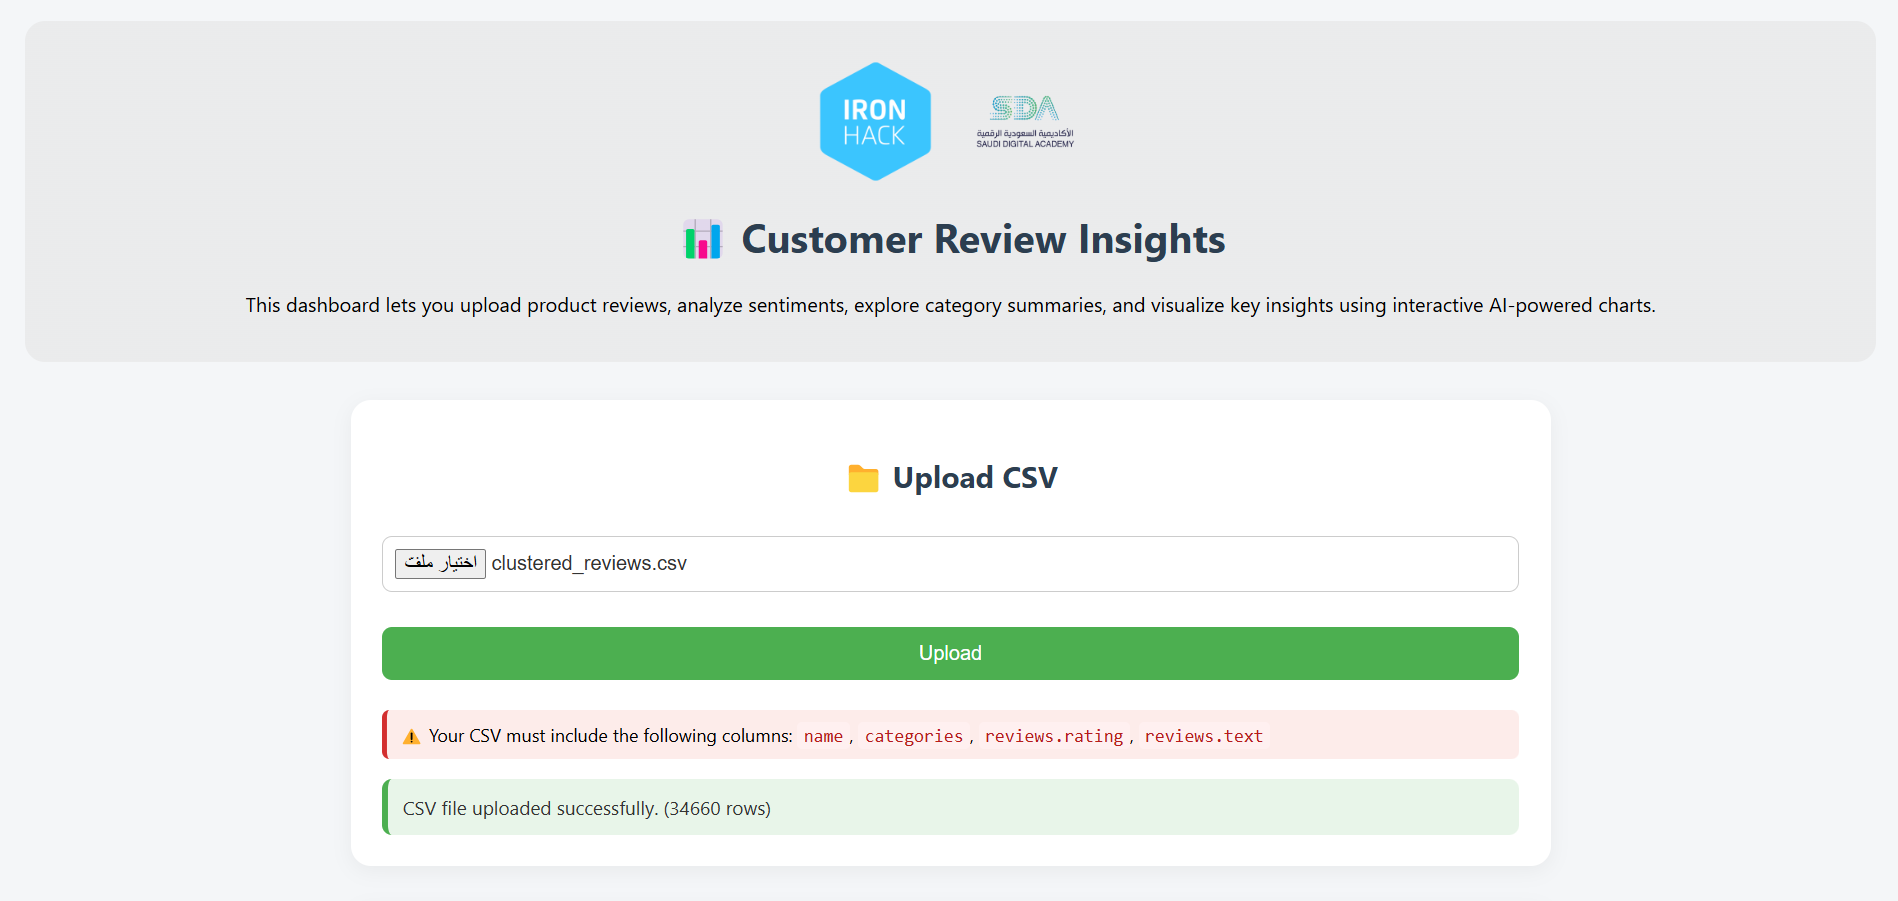 IRON
HACK
SDA
الأكاديمية السعودية الرقمية
SAUDI DIGITAL ACADEMY
Customer Review Insights
This dashboard lets you upload product reviews, analyze sentiments, explore category summaries, and visualize key insights using interactive AI-powered charts.
Upload CSV
اختيار ملفت clustered_reviews.csv
Upload
⚠ Your CSV must include the following columns: name, categories, reviews.rating, reviews.text
CSV file uploaded successfully. (34660 rows)